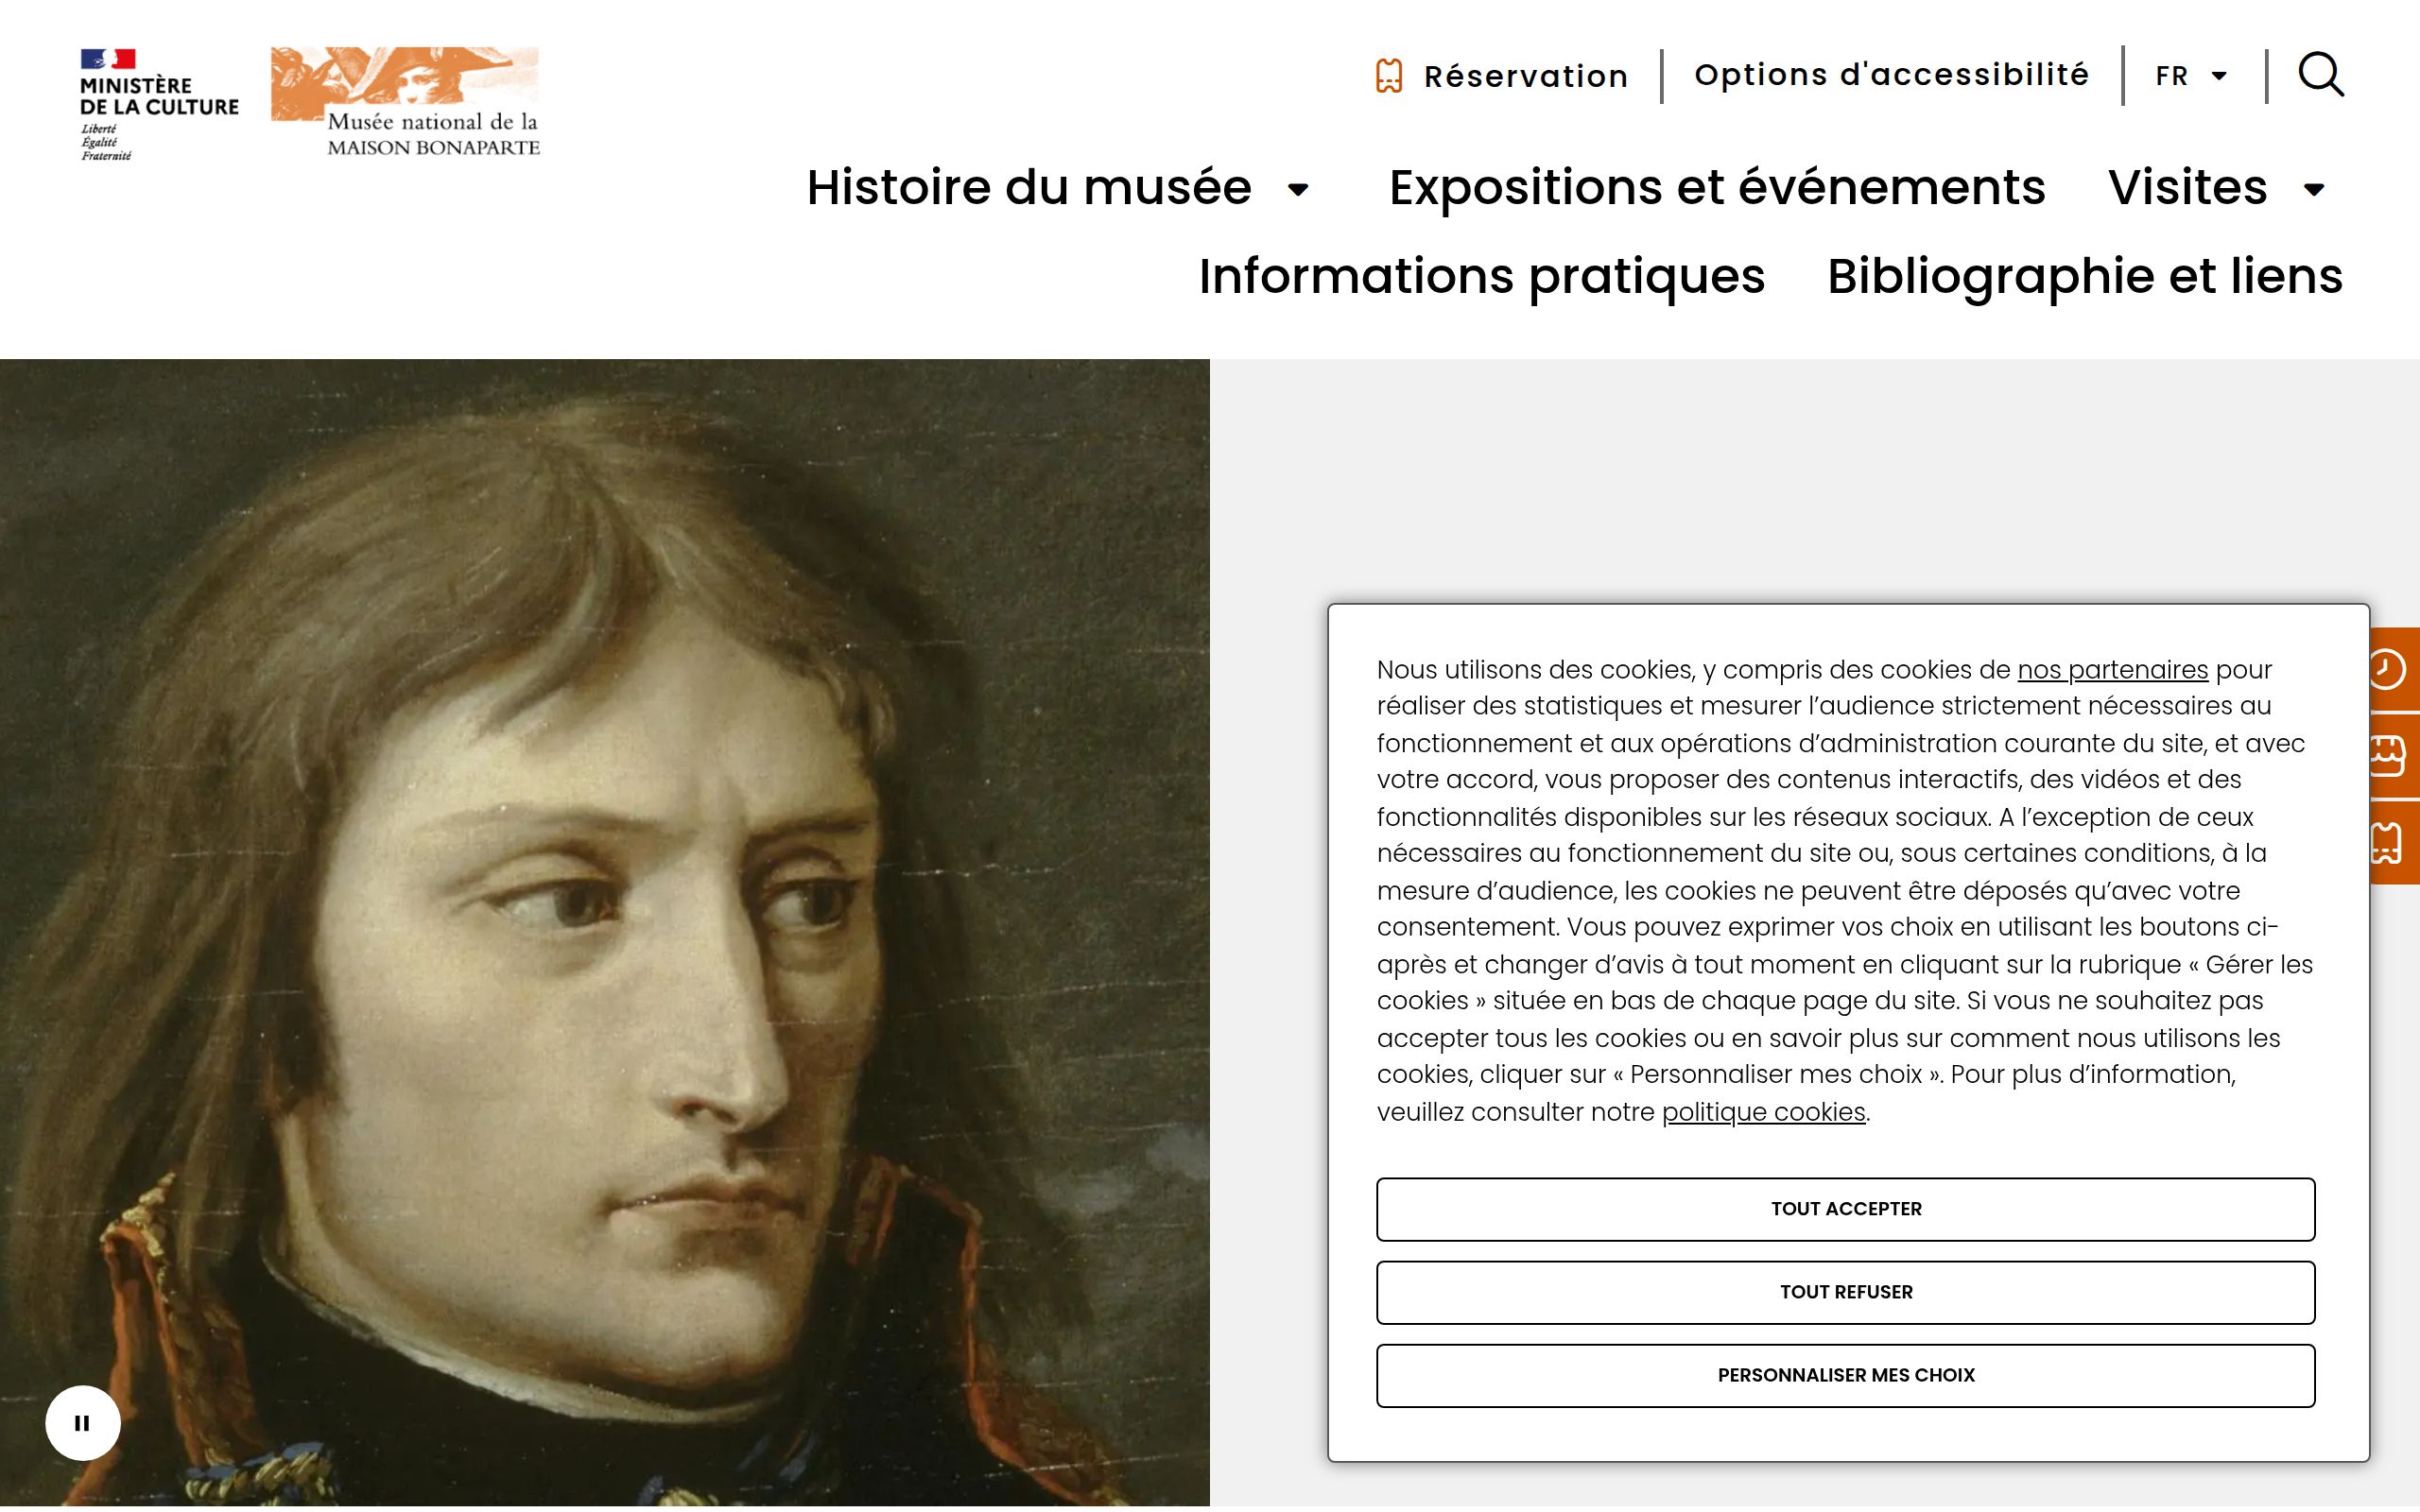 MINISTÈRE
DE LA CULTURE
Liberté
Égalité
Fraternité
Musée national de la
MAISON BONAPARTE
Réservation
Options d'accessibilité
FR
Histoire du musée
Expositions et événements
Visites
Informations pratiques
Bibliographie et liens
Nous utilisons des cookies, y compris des cookies de nos partenaires pour
réaliser des statistiques et mesurer l’audience strictement nécessaires au
fonctionnement et aux opérations d’administration courante du site, et avec
votre accord, vous proposer des contenus interactifs, des vidéos et des
fonctionnalités disponibles sur les réseaux sociaux. A l’exception de ceux
nécessaires au fonctionnement du site ou, sous certaines conditions, à la
mesure d’audience, les cookies ne peuvent être déposés qu’avec votre
consentement. Vous pouvez exprimer vos choix en utilisant les boutons ci-
après et changer d’avis à tout moment en cliquant sur la rubrique « Gérer les
cookies » située en bas de chaque page du site. Si vous ne souhaitez pas
accepter tous les cookies ou en savoir plus sur comment nous utilisons les
cookies, cliquer sur « Personnaliser mes choix ». Pour plus d’information,
veuillez consulter notre politique cookies.
TOUT ACCEPTER
TOUT REFUSER
PERSONNALISER MES CHOIX